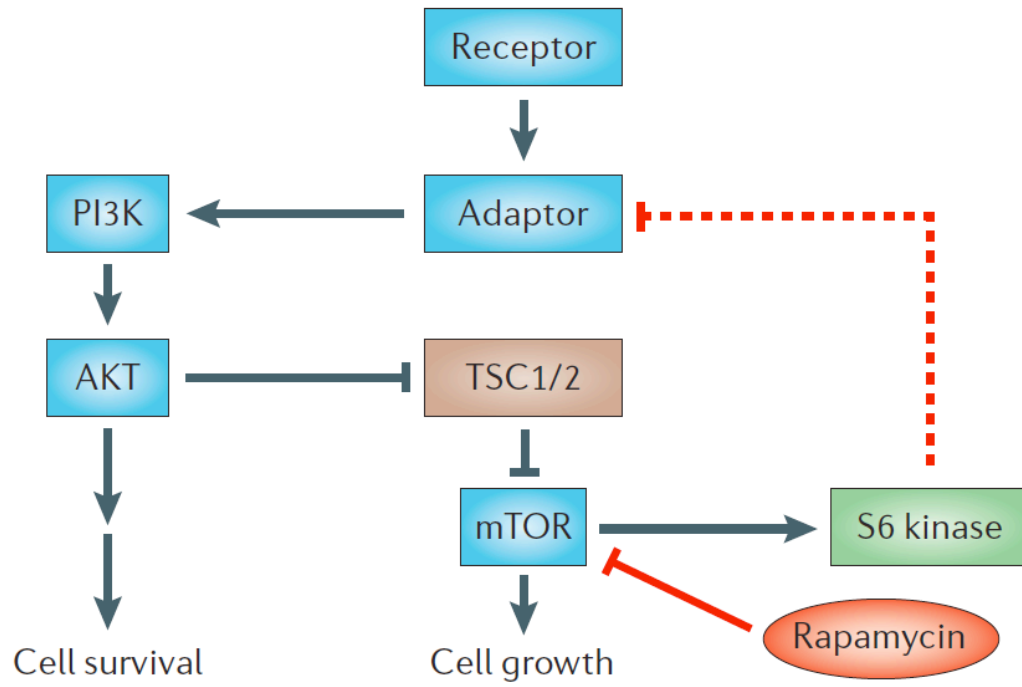 Receptor
PI3K
Adaptor
AKT
TSC1/2
mTOR
S6 kinase
Rapamycin
Cell survival
Cell growth